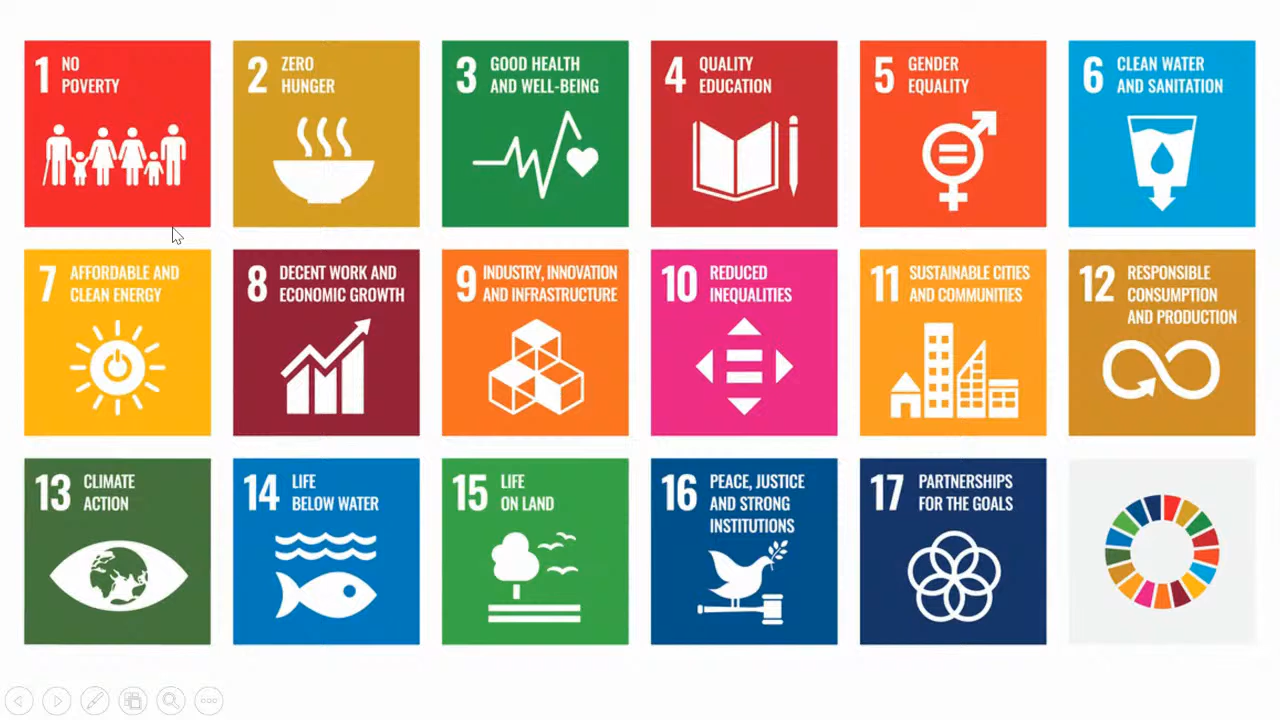 1 NO
POVERTY
2 ZERO
HUNGER
3 GOOD HEALTH
AND WELL-BEING
4 QUALITY
EDUCATION
5 GENDER
EQUALITY
6 CLEAN WATER
AND SANITATION
7 AFFORDABLE AND
CLEAN ENERGY
8 DECENT WORK AND
ECONOMIC GROWTH
9 INDUSTRY, INNOVATION
AND INFRASTRUCTURE
10 REDUCED
INEQUALITIES
11 SUSTAINABLE CITIES
AND COMMUNITIES
12 RESPONSIBLE
CONSUMPTION
AND PRODUCTION
13 CLIMATE
ACTION
14 LIFE
BELOW WATER
15 LIFE
ON LAND
16 PEACE, JUSTICE
AND STRONG
INSTITUTIONS
17 PARTNERSHIPS
FOR THE GOALS